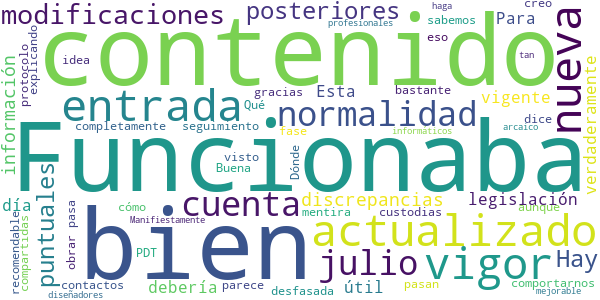 modificaciones
posteriores
creo
haga
profesionales
sabemos
Para
eso
contenido
nueva
protocolo
explicando
idea
información
gracias
Esta
bastante
tan
vigente
verdaderamente
entrada
Qué
normalidad
completamente
seguimiento
fase
informáticos
dice
arcaico
Funcionaba
visto
Buena
Dónde
puntuales
cuenta
discrepancias
legislación
día
cómo
mentira
custodias
aunque
Manifiestamente
bien
actualizado
recomendable
compartidas
obrar
pasa
PDT
julio
vigor
Hay
contactos
debería
parece
desfasada
útil
pasan
comportarnos
diseñadores
mejorable